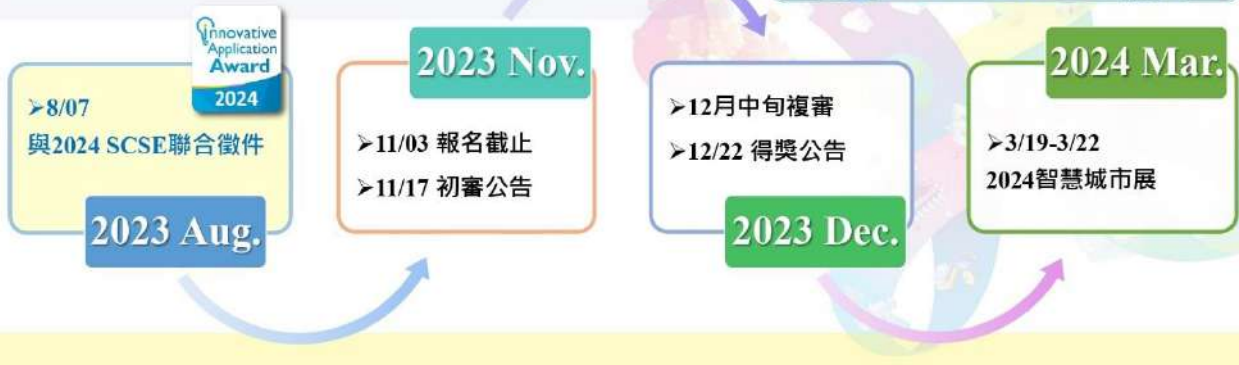 innovative
Application
Award
2024
➢8/07
與2024 SCSE聯合徵件
2023 Aug.
2023 Nov.
➢11/03 報名截止
➢11/17 初審公告
➢12月中旬複審
➢12/22 得獎公告
2023 Dec.
2024 Mar.
➢3/19-3/22
2024智慧城市展